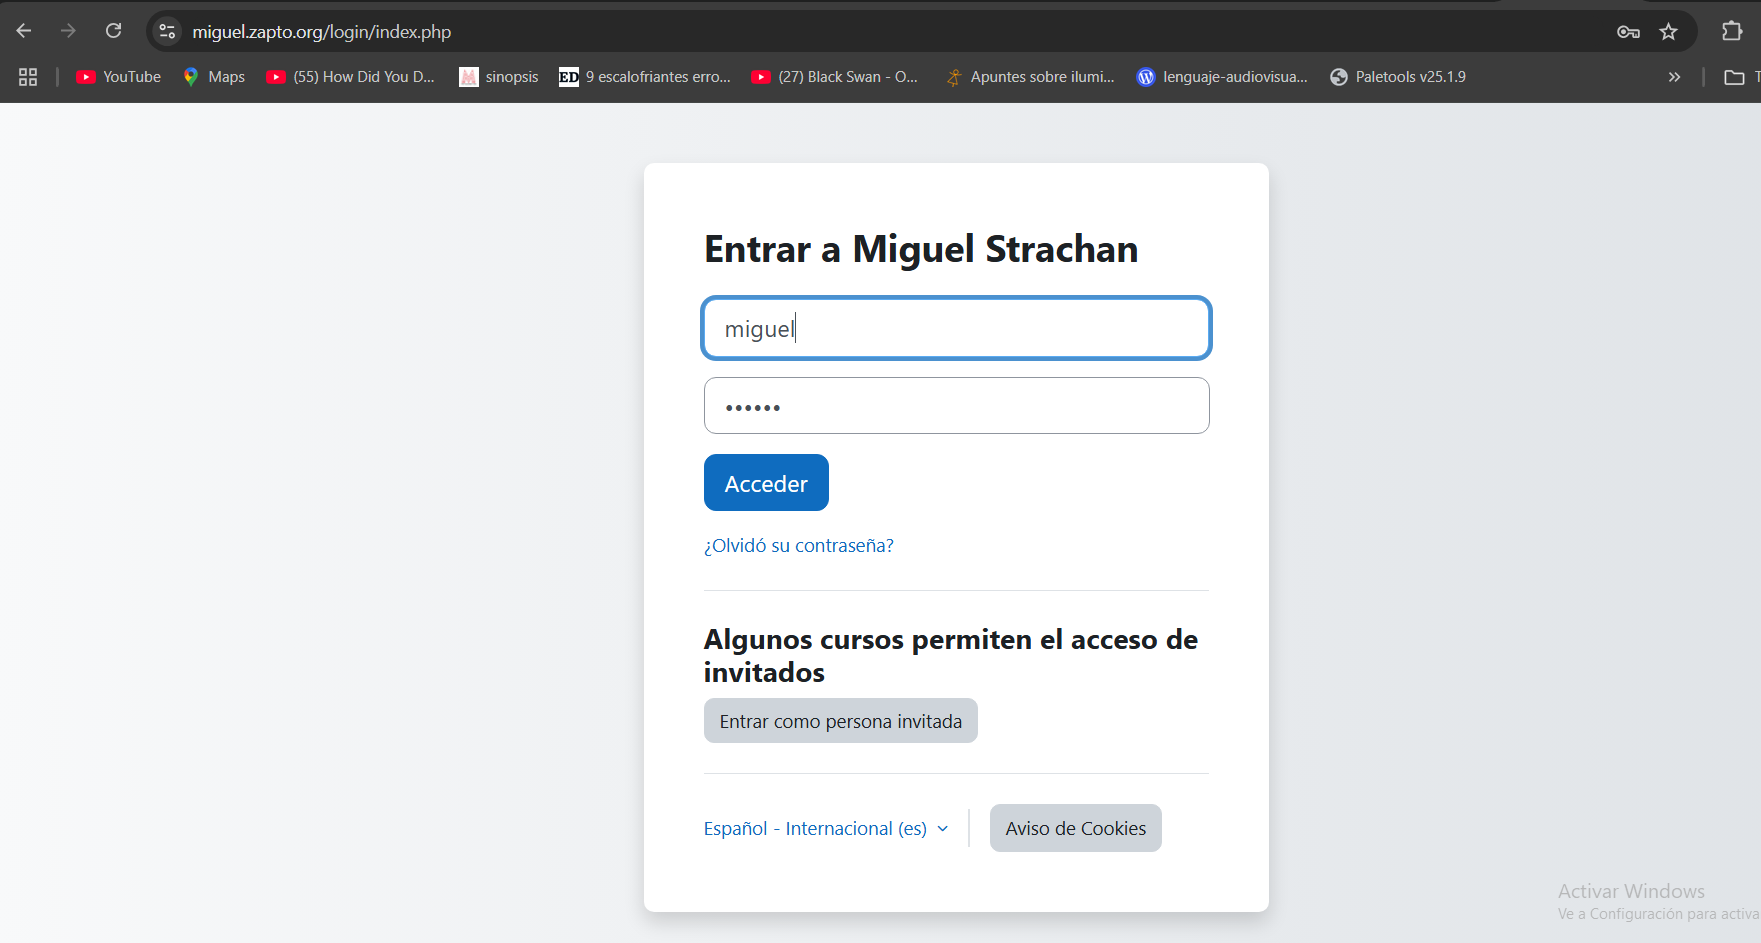 miguel.zapto.org/login/index.php
YouTube Maps (55) How Did You D... sinopsis ED 9 escalofriantes erro... (27) Black Swan - O... Apuntes sobre ilumi... lenguaje-audiovisua... Paletools v25.1.9 » T
Entrar a Miguel Strachan
miguel
••••••
Acceder
¿Olvidó su contraseña?
Algunos cursos permiten el acceso de
invitados
Entrar como persona invitada
Español - Internacional (es) Aviso de Cookies
Activar Windows
Ve a Configuración para activa